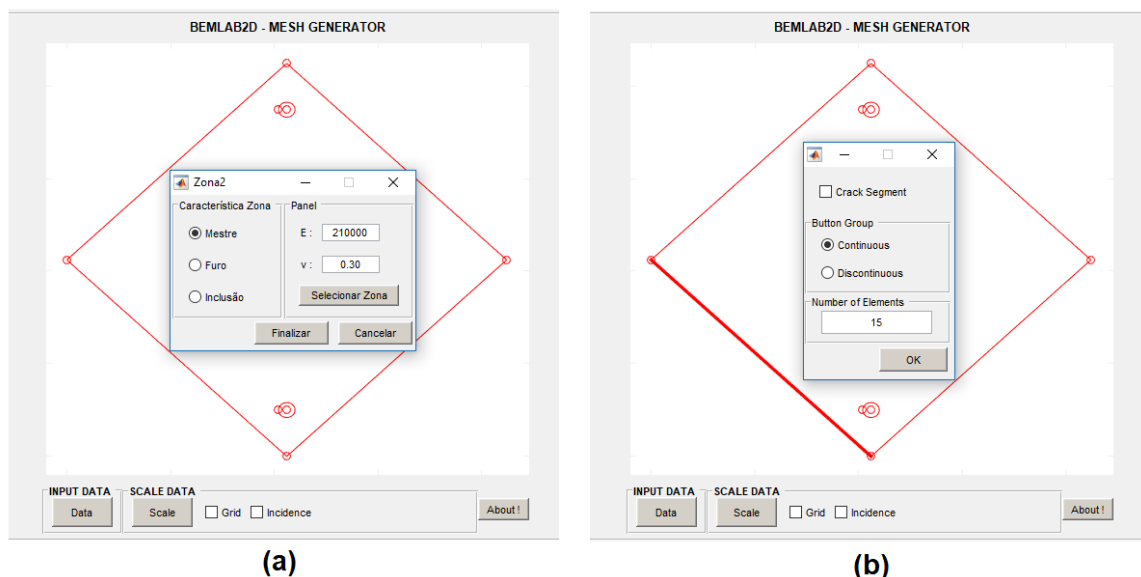 BEMLAB2D - MESH GENERATOR
Zona2
Característica Zona
Mestre
Furo
Inclusão
Panel
E : 210000
v : 0.30
Selecionar Zona
Finalizar Cancelar
INPUT DATA
Data
SCALE DATA
Scale Grid Incidence
About !
(a)
BEMLAB2D - MESH GENERATOR
Crack Segment
Button Group
Continuous
Discontinuous
Number of Elements
15
OK
INPUT DATA
Data
SCALE DATA
Scale Grid Incidence
About !
(b)